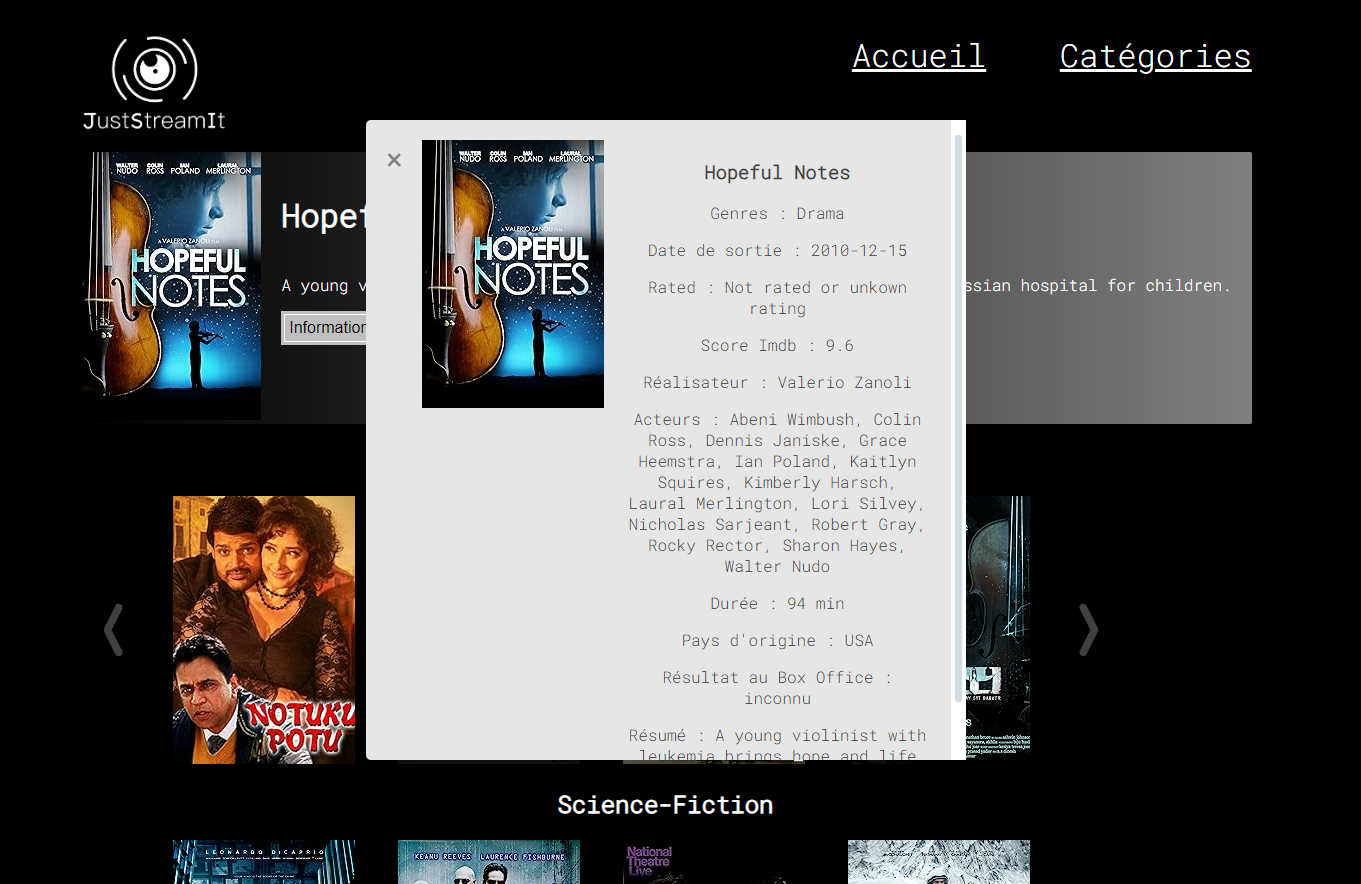 Accueil
Catégories
JustStreamIt
WALTER NUDO COLIN ROSS IAN POLAND LAURAL MERLINGTON
A VALERIO ZANOLI FILM
HOPEFUL
NOTES
Hopef
A young v
ssian hospital for children.
Information
×
WALTER NUDO COLIN ROSS IAN POLAND LAURAL MERLINGTON
A VALERIO ZANOLI FILM
HOPEFUL
NOTES
Hopeful Notes
Genres : Drama
Date de sortie : 2010-12-15
Rated : Not rated or unkown
rating
Score Imdb : 9.6
Réalisateur : Valerio Zanoli
Acteurs : Abeni Wimbush, Colin
Ross, Dennis Janiske, Grace
Heemstra, Ian Poland, Kaitlyn
Squires, Kimberly Harsch,
Laural Merlington, Lori Silvey,
Nicholas Sarjeant, Robert Gray,
Rocky Rector, Sharon Hayes,
Walter Nudo
Durée : 94 min
Pays d'origine : USA
Résultat au Box Office :
inconnu
Résumé : A young violinist with
leukemia brings hope and life
NOTUKU
POTU
Science-Fiction
LEONARDO DiCAPRIO
KEANU REEVES LAURENCE FISHBURNE
National
Theatre
Live